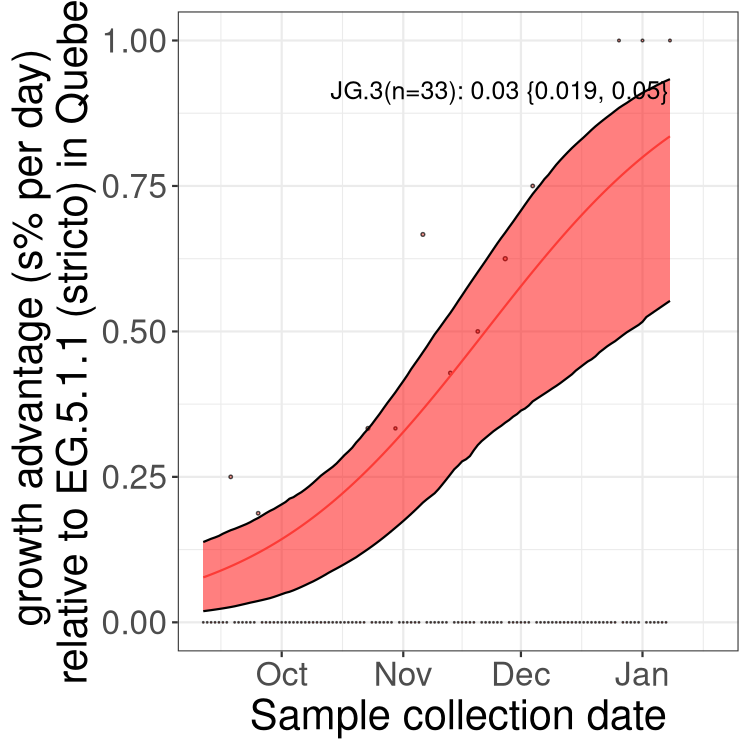 growth advantage (s% per day)
relative to EG.5.1.1 (stricto) in Quebe
1.00
0.75
0.50
0.25
0.00
JG.3(n=33): 0.03 {0.019, 0.05}
Oct Nov Dec Jan
Sample collection date